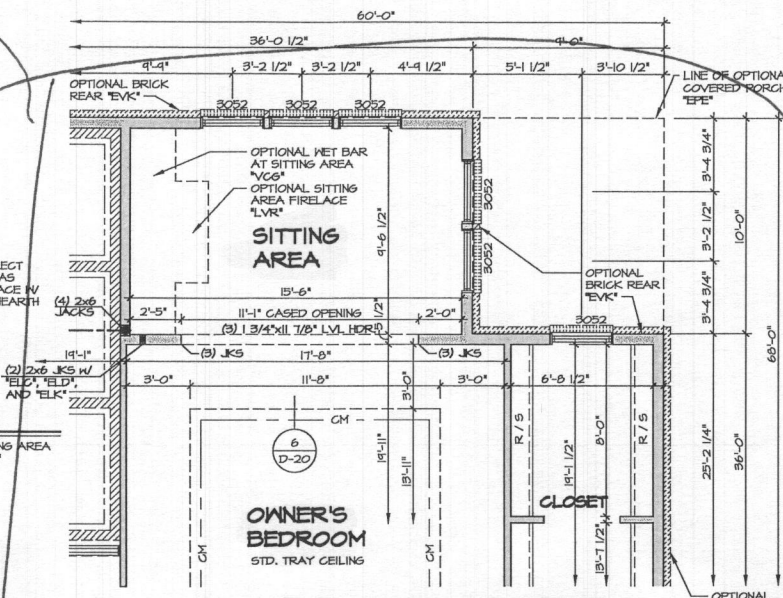 60'-0"
36'-0 1/2"
9'-9" 3'-2 1/2" 3'-2 1/2" 4'-9 1/2" 5'-1 1/2" 3'-10 1/2"
OPTIONAL BRICK
REAR "EVK"
3052 3052 3052
LINE OF OPTIONA
COVERED PORCH
"EPE"
OPTIONAL WET BAR
AT SITTING AREA
"VCG"
OPTIONAL SITTING
AREA FIRELACE
"LVR"
SITTING
AREA
9'-6 1/2"
3052
3052
3'-4 3/4"
3'-2 1/2"
3'-4 3/4"
10'-0"
68'-0"
OPTIONAL
BRICK REAR
"EVK"
ECT
AS
ACE W/
HEARTH
(4) 2x6
JACKS
15'-6"
2'-5" 11'-1" CASED OPENING 2'-0"
(3) 1 3/4"x11 7/8" LVL HDR
3052
19'-1" (3) JKS 17'-8" (3) JKS
(2) 2x6 JKS W/
"ELC", "ELD",
AND "ELK"
3'-0" 11'-8" 3'-0" 6'-8 1/2"
3'-0"
NG AREA
CM
6
D-20
19'-11"
13'-11"
R / S
8'-0"
19'-1 1/2"
R / S
25'-2 1/4"
36'-0"
OWNER'S
BEDROOM
STD. TRAY CEILING
CM
CM
CLOSET
13'-7 1/2"
OPTIONAL